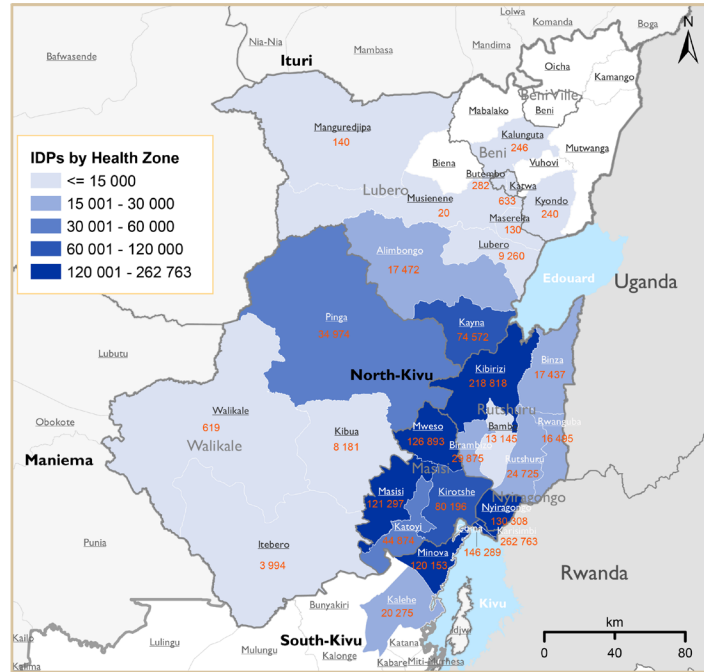 Lolwa
Komanda
Boga
Nia-Nia
Mambasa
Mandima
Bafwasende
Ituri
N
Oicha
Kamango
Beni Ville
Mabalako
Beni
Manguredjipa
140
Kalunguta
246
Mutwanga
Biena
Beni
Vuhovi
Butembo
282
Katwa
633
Lubero
Musienene
20
Kyondo
240
Masereka
130
Lubero
9 260
IDPs by Health Zone
<= 15 000
15 001 - 30 000
30 001 - 60 000
60 001 - 120 000
120 001 - 262 763
Alimbongo
17 472
Edouard
Uganda
Pinga
Kayna
74 572
Lubutu
Binza
17 437
Kibirizi
218 818
North-Kivu
Rutshuru
Walikale
619
Obokote
Kibua
8 181
Walikale
Mweso
126 893
Bambo
13 145
Rwanguba
Birambizo
Rutshuru
24 725
Maniema
Masisi
Masisi
121 297
Kirotshe
80 196
Nyiragongo
Nyiragongo
130 308
Katoyi
Goma
146 289
262 763
Punia
Itebero
3 994
Minova
120 153
Rwanda
Kalehe
20 275
Kivu
Bunyakiri
South-Kivu
Kailo
Lulingu
Mulungu
Kalonge
Katana
Kabare
Miti-Murhesa
Idjwi
km
0
40
80